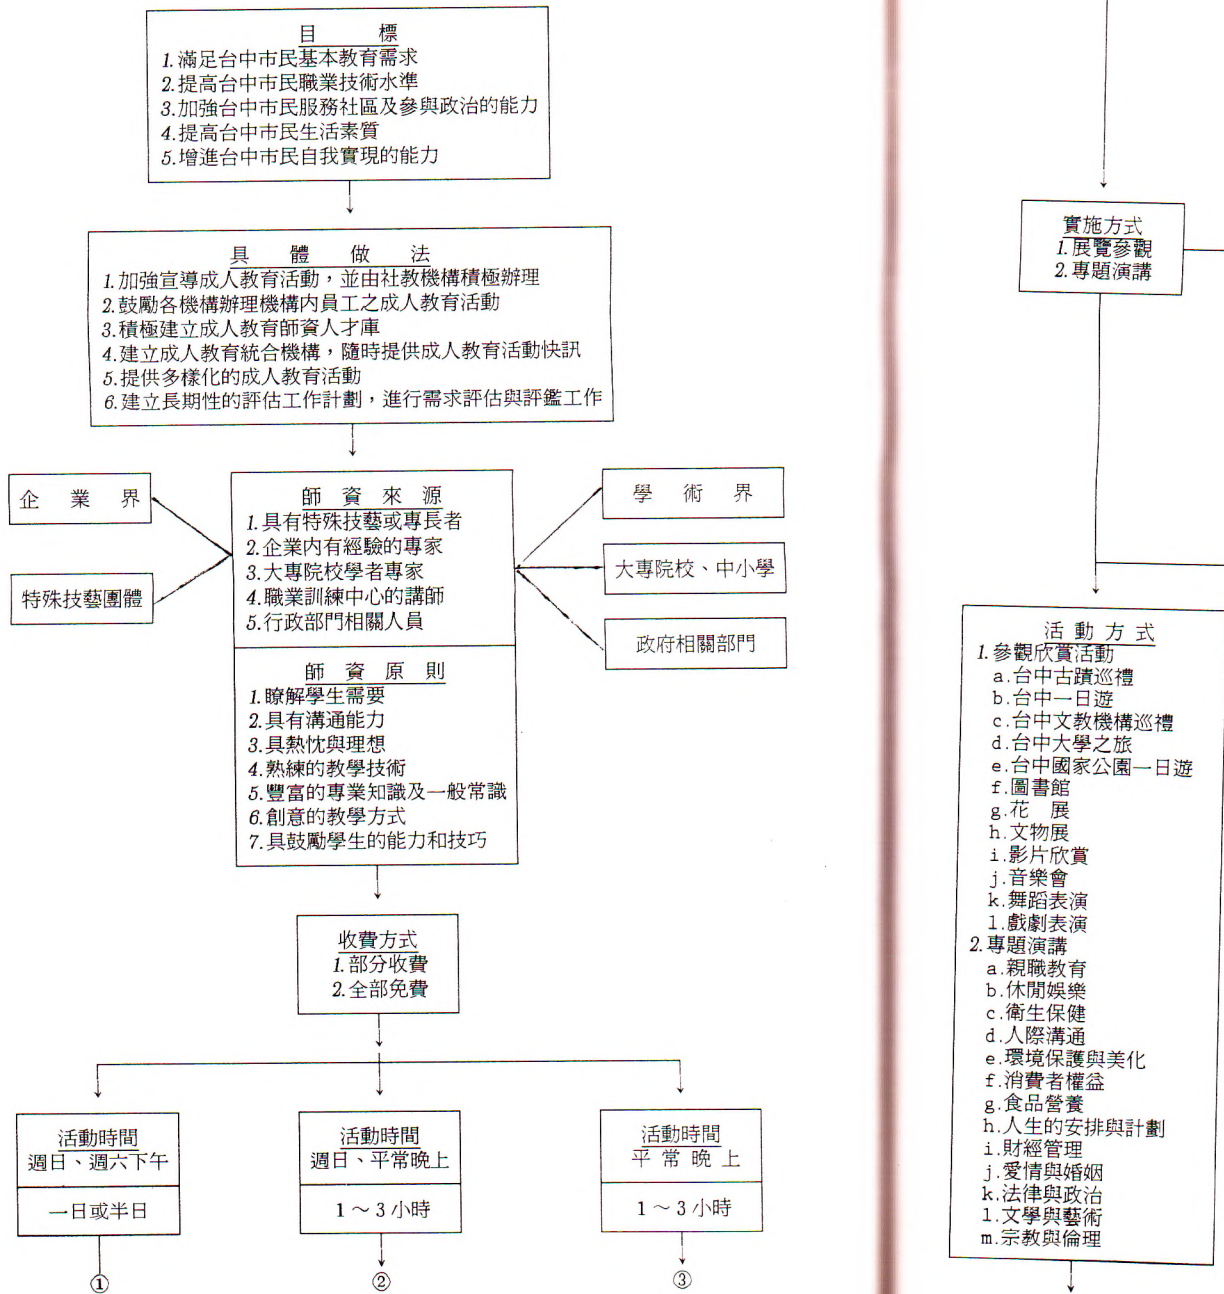 目標
1.滿足台中市民基本教育需求
2.提高台中市民職業技術水準
3.加強台中市民服務社區及參與政治的能力
4.提高台中市民生活素質
5.增進台中市民自我實現的能力
具體做法
1.加強宣導成人教育活動，並由社教機構積極辦理
2.鼓勵各機構辦理機構内員工之成人教育活動
3.積極建立成人教育師資人才庫
4.建立成人教育統合機構，隨時提供成人教育活動快訊
5.提供多樣化的成人教育活動
6.建立長期性的評估工作計劃，進行需求評估與評鑑工作
企業界
特殊技藝團體
師資來源
1.具有特殊技藝或專長者
2.企業内有經驗的專家
3.大專院校學者專家
4.職業訓練中心的講師
5.行政部門相關人員
學術界
大專院校、中小學
政府相關部門
師資原則
1.瞭解學生需要
2.具有溝通能力
3.具熱忱與理想
4.熟練的教學技術
5.豐富的專業知識及一般常識
6.創意的教學方式
7.具鼓勵學生的能力和技巧
收費方式
1.部分收費
2.全部免費
活動時間
週日、週六下午
一日或半日
①
活動時間
週日、平常晚上
1～3小時
②
活動時間
平常晚上
1～3小時
③
實施方式
1.展覽參觀
2.專題演講
活動方式
1.參觀欣賞活動
a.台中古蹟巡禮
b.台中一日遊
c.台中文教機構巡禮
d.台中大學之旅
e.台中國家公園一日遊
f.圖書館
g.花展
h.文物展
i.影片欣賞
j.音樂會
k.舞蹈表演
l.戲劇表演
2.專題演講
a.親職教育
b.休閒娛樂
c.衛生保健
d.人際溝通
e.環境保護與美化
f.消費者權益
g.食品營養
h.人生的安排與計劃
i.財經管理
j.愛情與婚姻
k.法律與政治
l.文學與藝術
m.宗教與倫理